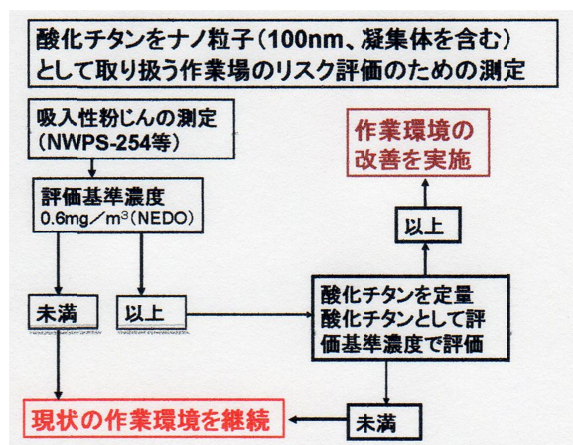 酸化チタンをナノ粒子（100nm、凝集体を含む）
として取り扱う作業場のリスク評価のための測定
吸入性粉じんの測定
（NWPS-254等）
評価基準濃度
0.6mg／m³（NEDO）
未満
以上
酸化チタンを定量
酸化チタンとして評
価基準濃度で評価
以上
作業環境の
改善を実施
未満
現状の作業環境を継続